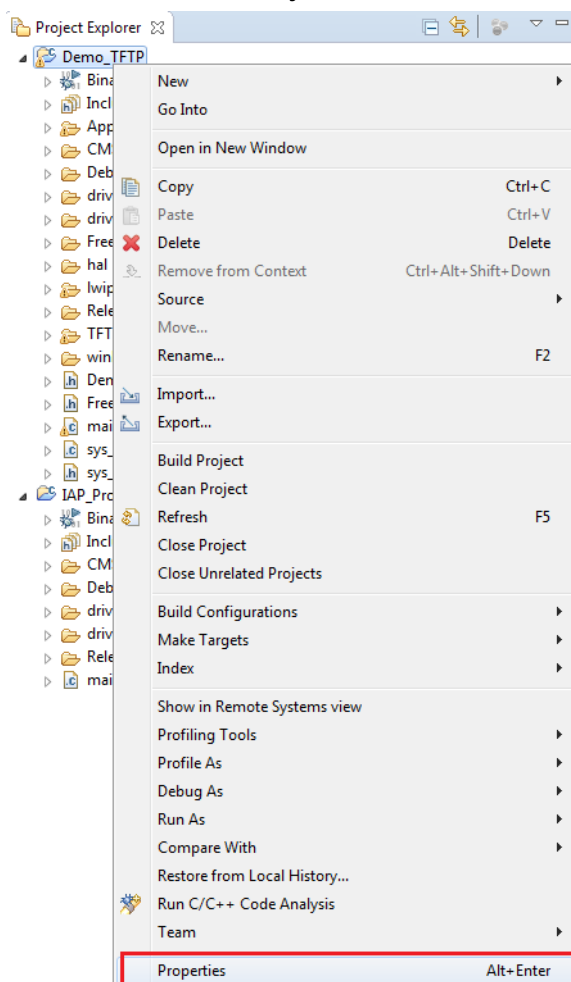 Project Explorer
Demo_TFTP
Bina
Incl
App
CM
Deb
driv
driv
Free
hal
lwip
Rele
TFT
win
Den
Free
mai
sys_
sys_
IAP_Pro
Bina
Incl
CM
Deb
driv
driv
Rele
mai
New
Go Into
Open in New Window
Copy Ctrl+C
Paste Ctrl+V
Delete Delete
Remove from Context Ctrl+Alt+Shift+Down
Source
Move...
Rename... F2
Import...
Export...
Build Project
Clean Project
Refresh F5
Close Project
Close Unrelated Projects
Build Configurations
Make Targets
Index
Show in Remote Systems view
Profiling Tools
Profile As
Debug As
Run As
Compare With
Restore from Local History...
Run C/C++ Code Analysis
Team
Properties Alt+Enter